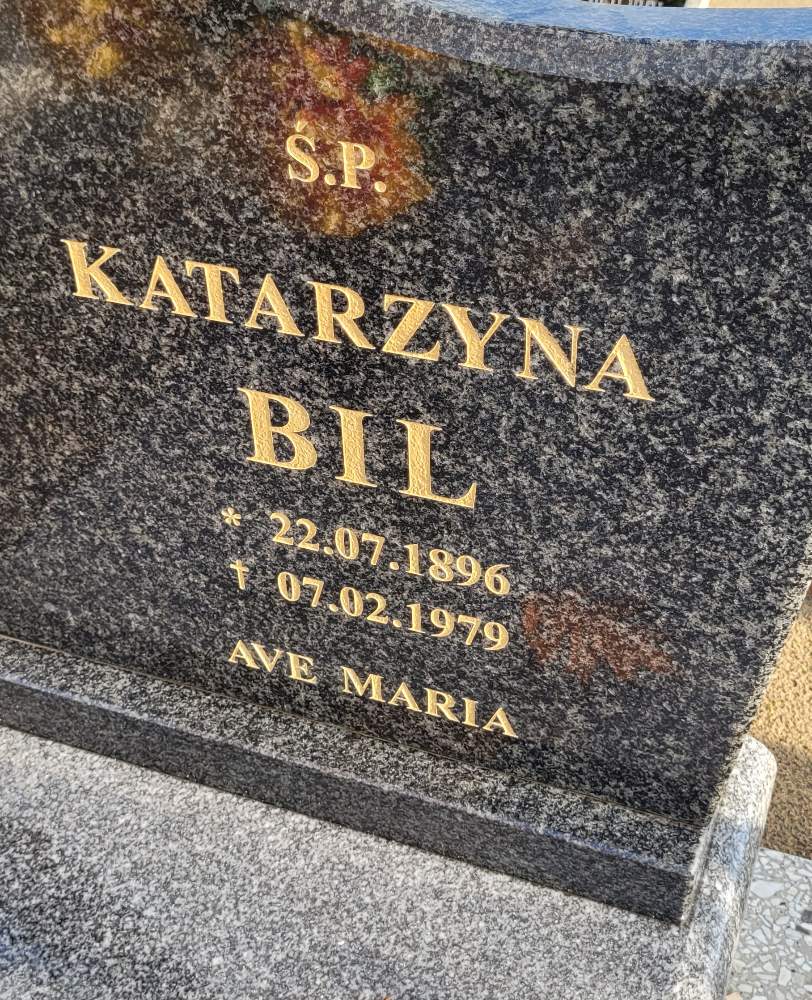 Ś.P.
KATARZYNA
BIL
* 22.07.1896
† 07.02.1979
AVE MARIA